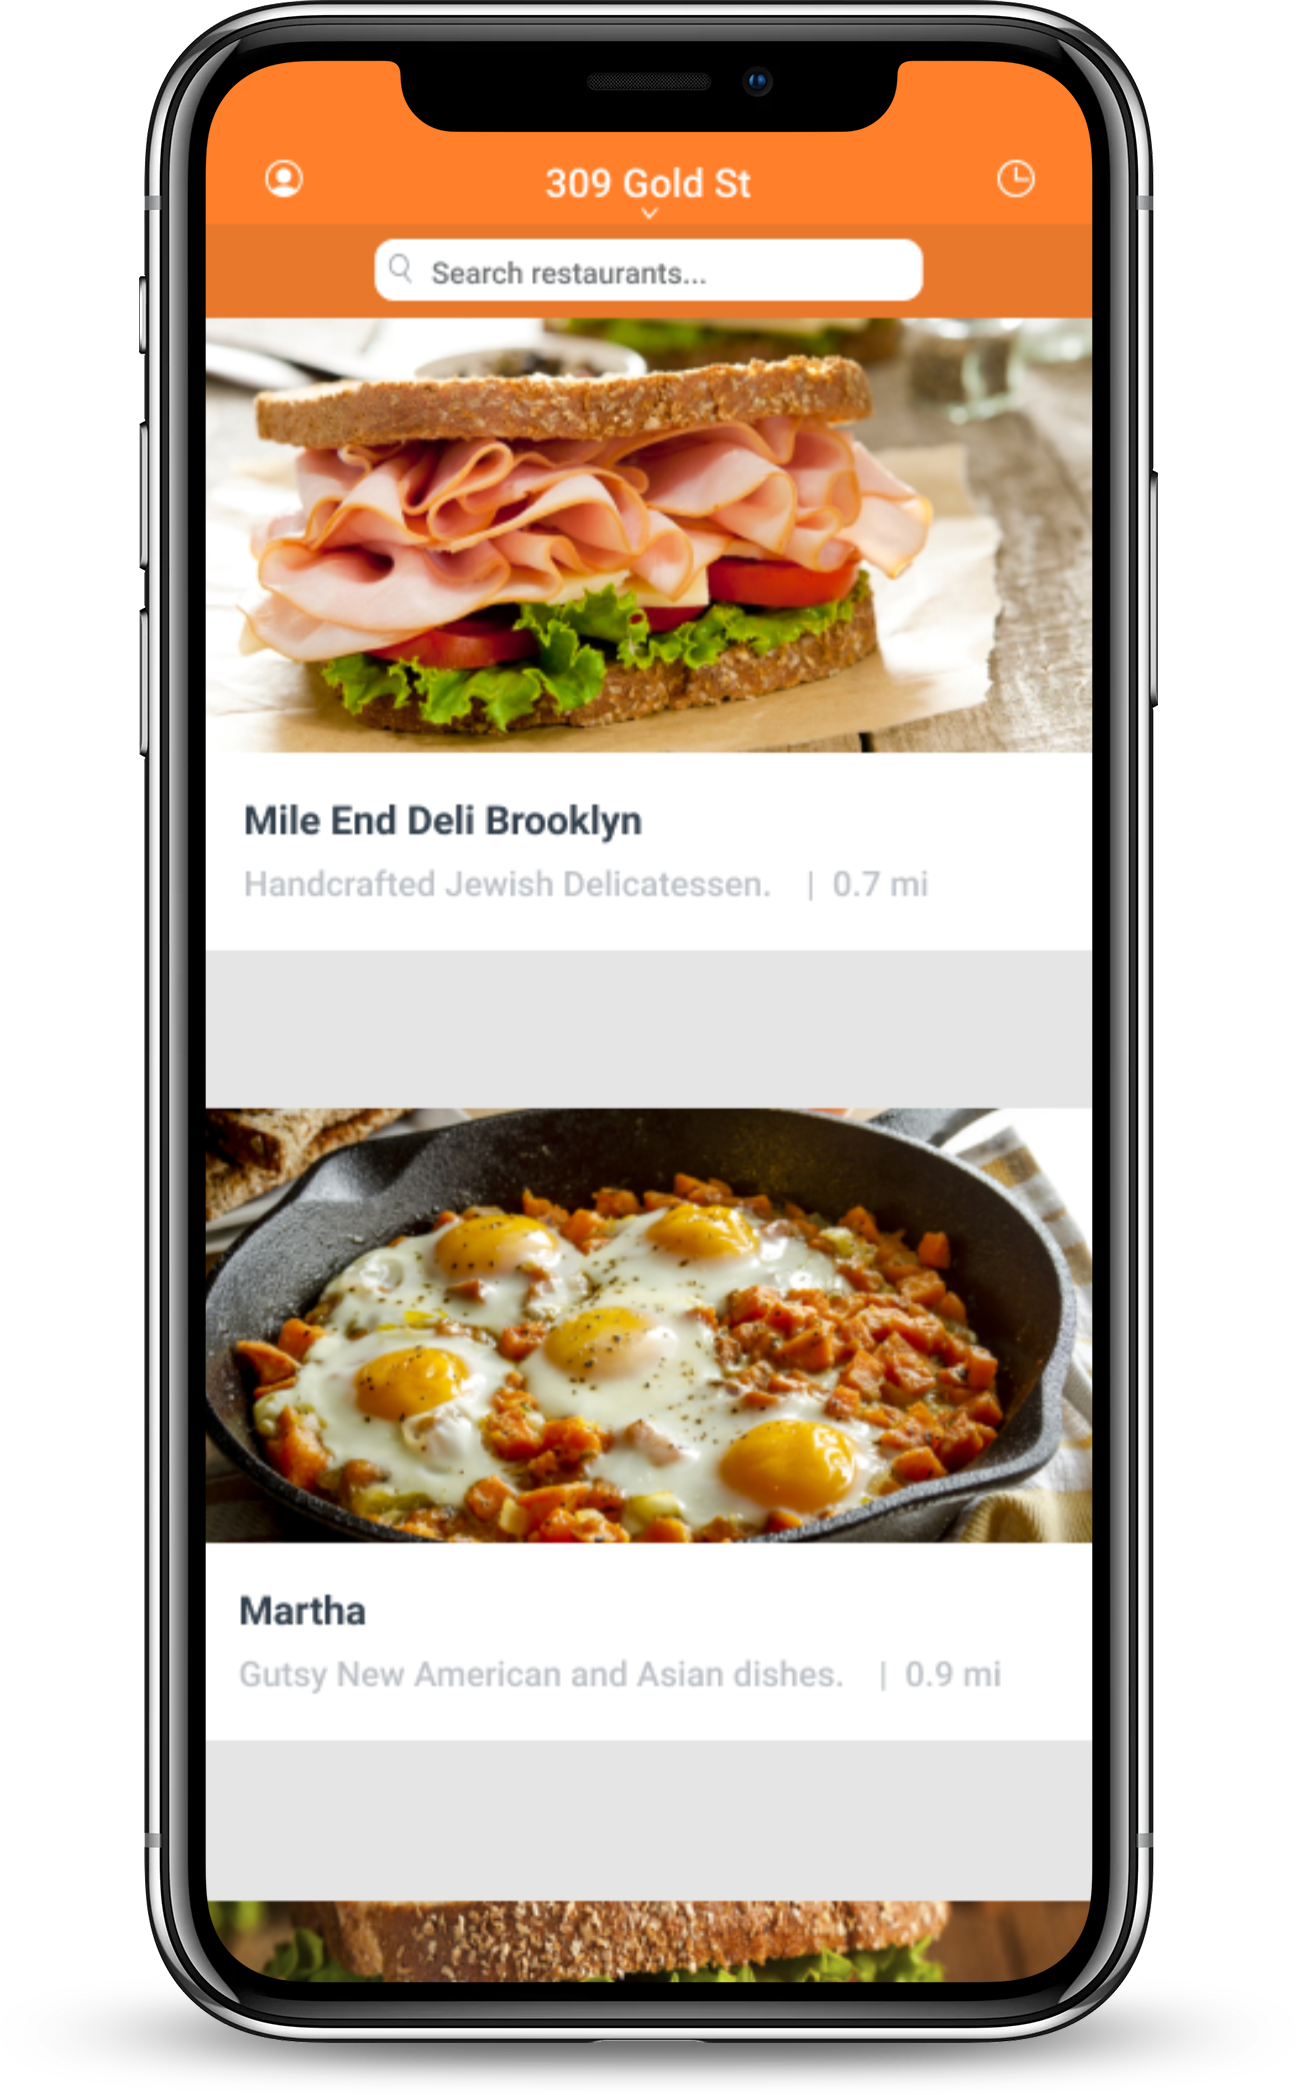 309 Gold St
Search restaurants...
Mile End Deli Brooklyn
Handcrafted Jewish Delicatessen. | 0.7 mi
Martha
Gutsy New American and Asian dishes. | 0.9 mi